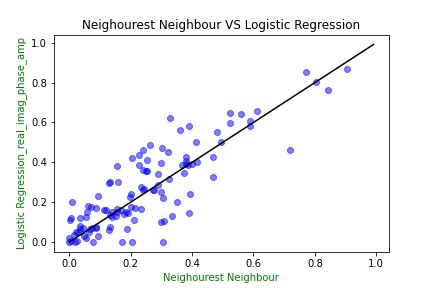 Neighourest Neighbour VS Logistic Regression
Logistic Regression_real_imag_phase_amp
1.0
0.8
0.6
0.4
0.2
0.0
0.0 0.2 0.4 0.6 0.8 1.0
Neighourest Neighbour